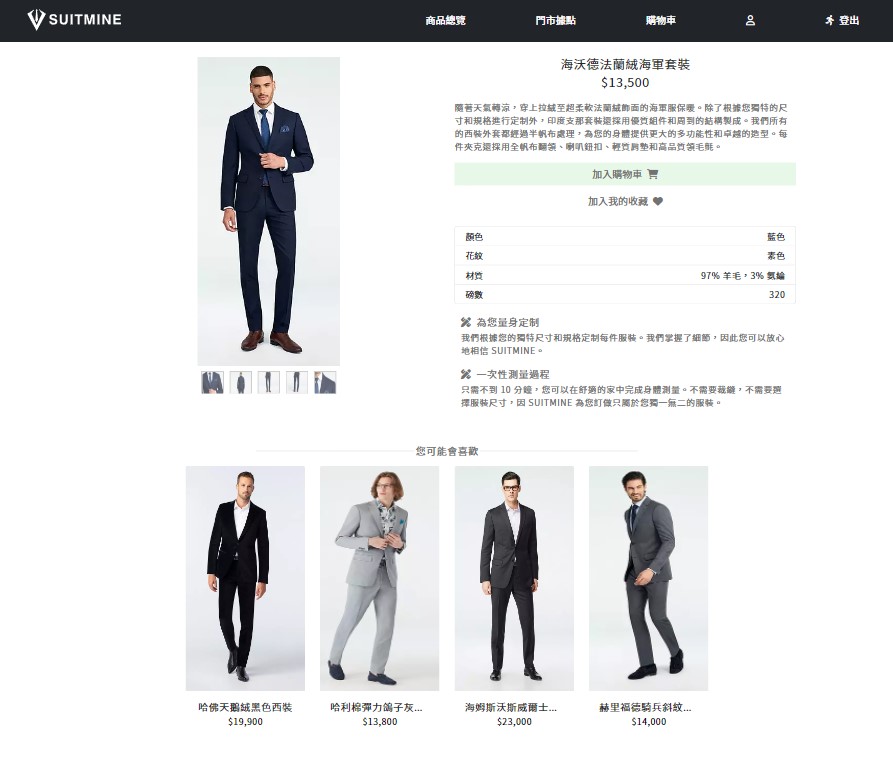 SUITMINE
商品總覽
門市據點
購物車
登出
海沃德法蘭絨海軍套裝
$13,500
隨著天氣轉涼，穿上拉絨至超柔軟法蘭絨飾面的海軍服保暖。除了根據您獨特的尺
寸和規格進行定制外，印度支那套裝還採用優質組件和周到的結構製成。我們所有
的西裝外套都經過半帆布處理，為您的身體提供更大的多功能性和卓越的造型。每
件夾克還採用全帆布翻領、喇叭鈕扣、輕質肩墊和高品質領毛氈。
加入購物車
加入我的收藏
顏色
藍色
花紋
素色
材質
97% 羊毛，3% 氨綸
磅數
320
為您量身定制
我們根據您的獨特尺寸和規格定制每件服裝。我們掌握了細節，因此您可以放心
地相信 SUITMINE。
一次性測量過程
只需不到 10 分鐘，您可以在舒適的家中完成身體測量。不需要裁縫，不需要選
擇服裝尺寸，因 SUITMINE 為您訂做只屬於您獨一無二的服裝。
您可能會喜歡
哈佛天鵝絨黑色西裝
$19,900
哈利棉彈力鴿子灰...
$13,800
海姆斯沃斯威爾士...
$23,000
赫里福德騎兵斜紋...
$14,000